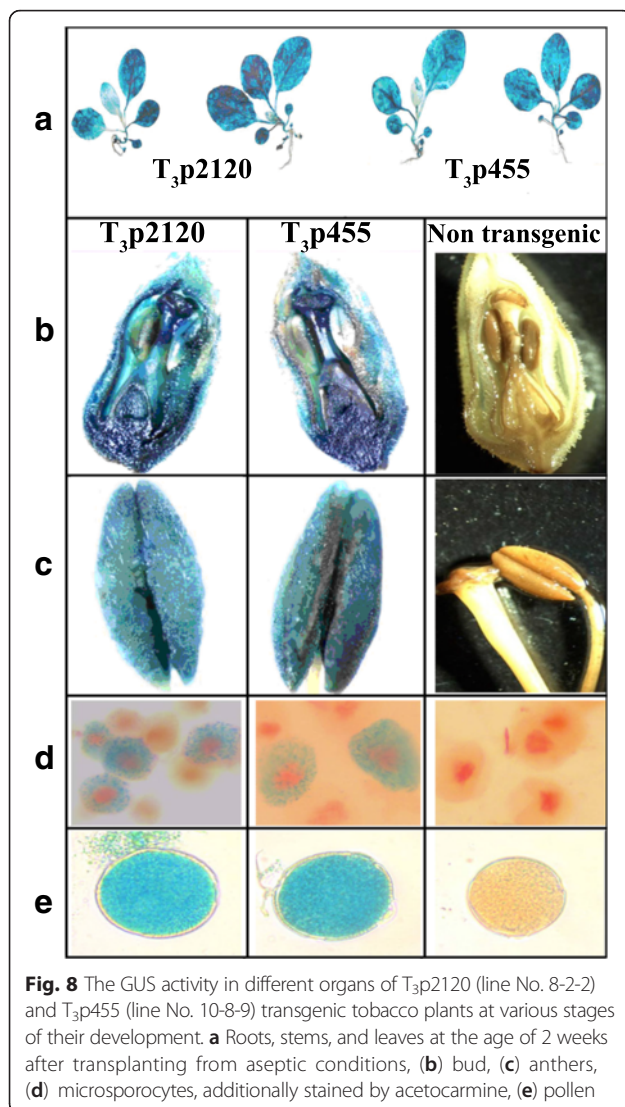 a
T₃p2120 T₃p455
T₃p2120 T₃p455 Non transgenic
b
c
d
e
Fig. 8 The GUS activity in different organs of T₃p2120 (line No. 8-2-2)
and T₃p455 (line No. 10-8-9) transgenic tobacco plants at various stages
of their development. a Roots, stems, and leaves at the age of 2 weeks
after transplanting from aseptic conditions, (b) bud, (c) anthers,
(d) microsporocytes, additionally stained by acetocarmine, (e) pollen